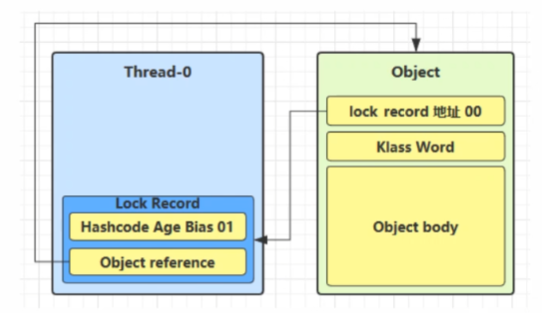 Thread-0
Lock Record
Hashcode Age Bias 01
Object reference
Object
lock record 地址 00
Klass Word
Object body